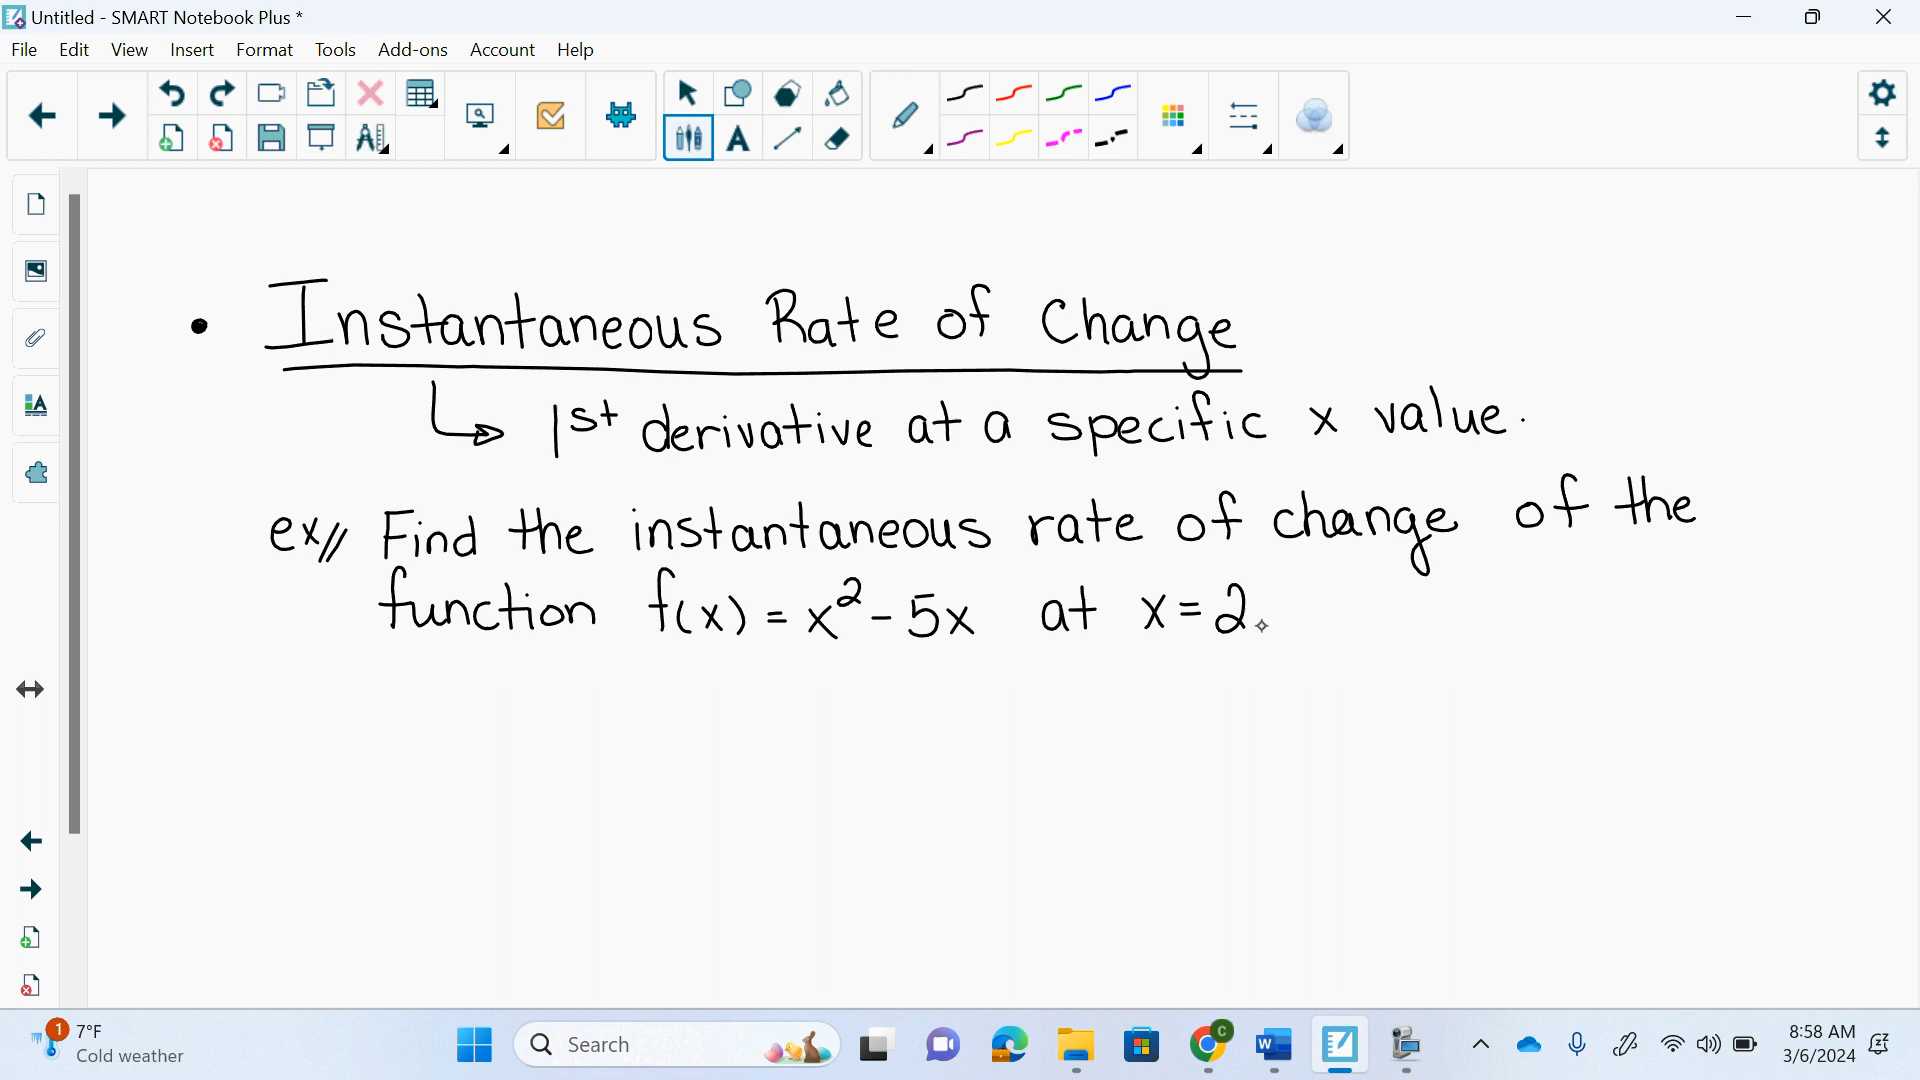 Untitled - SMART Notebook Plus *
File Edit View Insert Format Tools Add-ons Account Help
• Instantaneous Rate of Change
1st derivative at a specific x value.
ex// Find the instantaneous rate of change of the
function f(x) = x² - 5x at x = 2.
1 7°F
Cold weather
Search
8:58 AM
3/6/2024